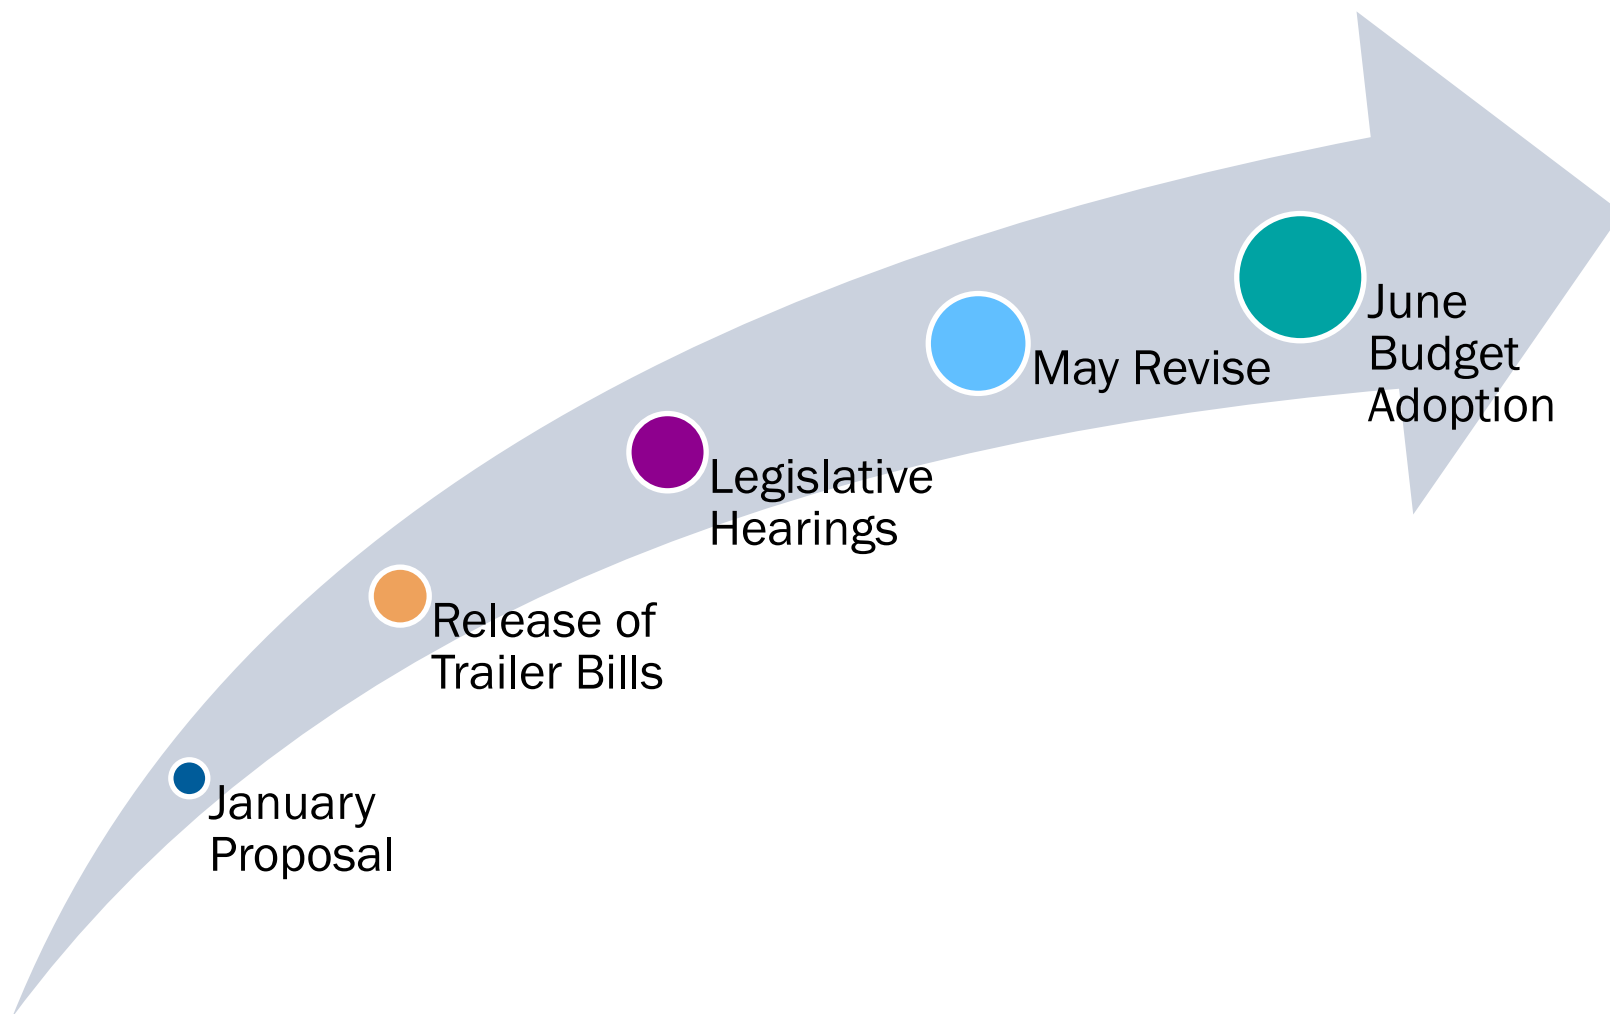 January
Proposal
Release of
Trailer Bills
Legislative
Hearings
May Revise
June
Budget
Adoption